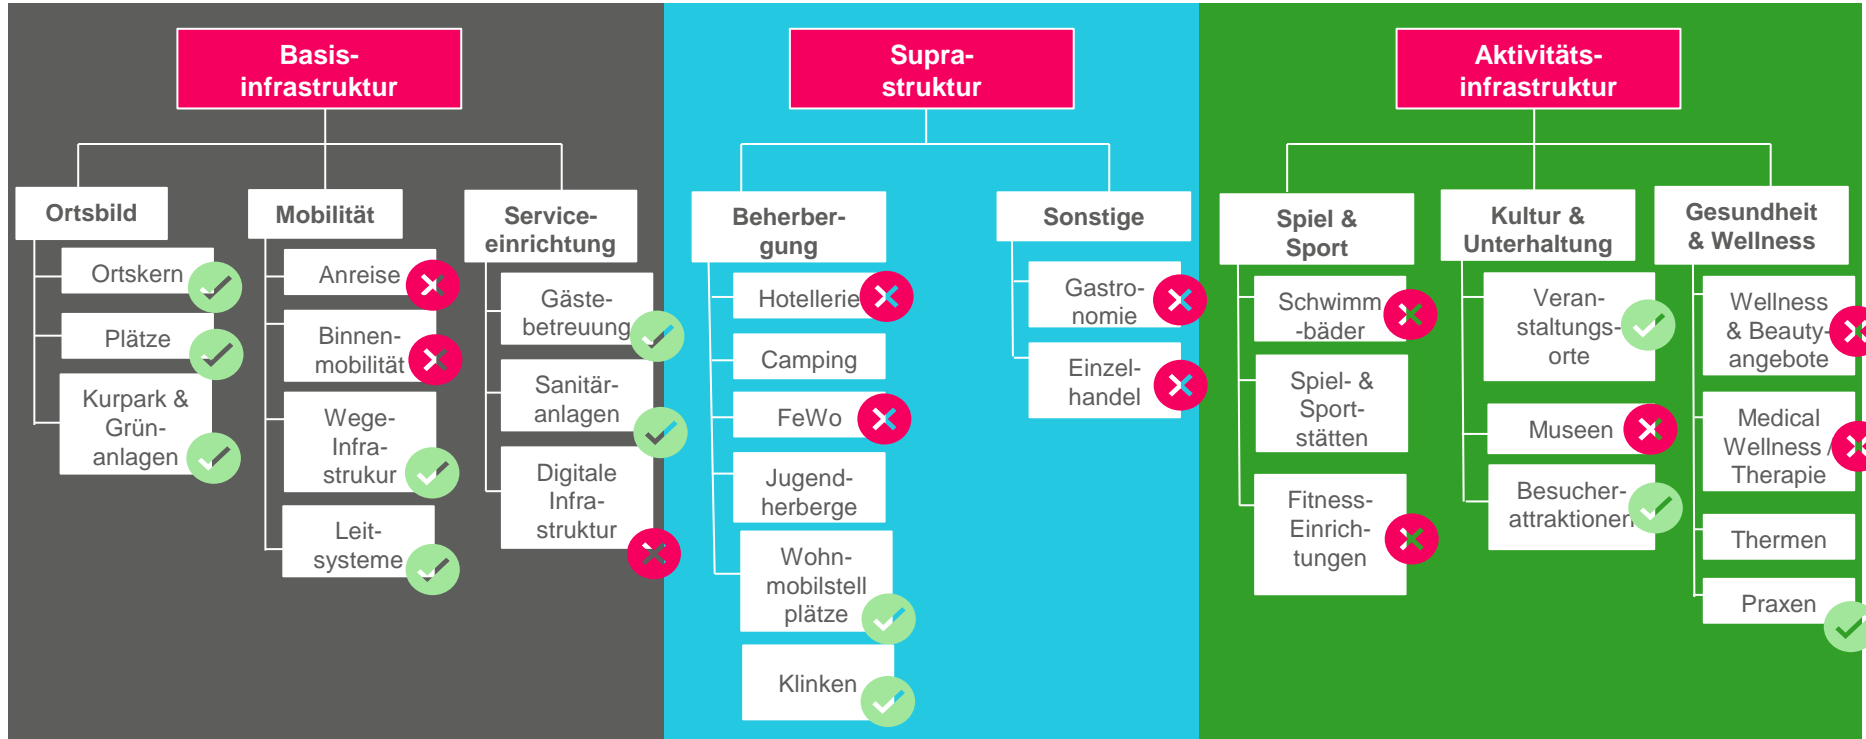 Basis-
infrastruktur
Ortsbild
Ortskern
Plätze
Kurpark &
Grün-
anlagen
Mobilität
Anreise
Binnen-
mobilität
Wege-
Infra-
strukur
Leit-
systeme
Service-
einrichtung
Gäste-
betreuung
Sanitär-
anlagen
Digitale
Infra-
struktur
Supra-
struktur
Beherber-
gung
Hotellerie
Camping
FeWo
Jugend-
herberge
Wohn-
mobilstell
plätze
Klinken
Sonstige
Gastro-
nomie
Einzel-
handel
Aktivitäts-
infrastruktur
Spiel &
Sport
Schwimm
-bäder
Spiel- &
Sport-
stätten
Fitness-
Einrich-
tungen
Kultur &
Unterhaltung
Veran-
staltungs-
orte
Museen
Besucher-
attraktionen
Gesundheit
& Wellness
Wellness
& Beauty-
angebote
Medical
Wellness /
Therapie
Thermen
Praxen